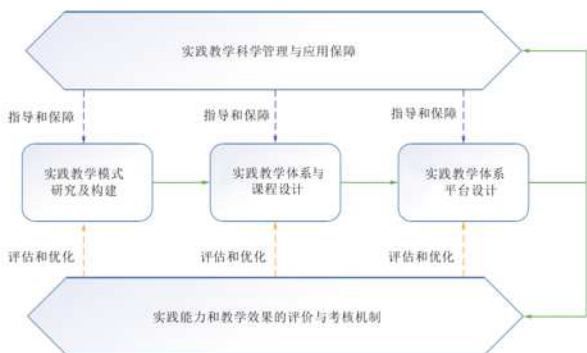 实践教学科学管理与应用保障
指导和保障
指导和保障
指导和保障
实践教学模式
研究及构建
实践教学体系与
课程设计
实践教学体系
平台设计
评估和优化
评估和优化
评估和优化
实践能力和教学效果的评价与考核机制